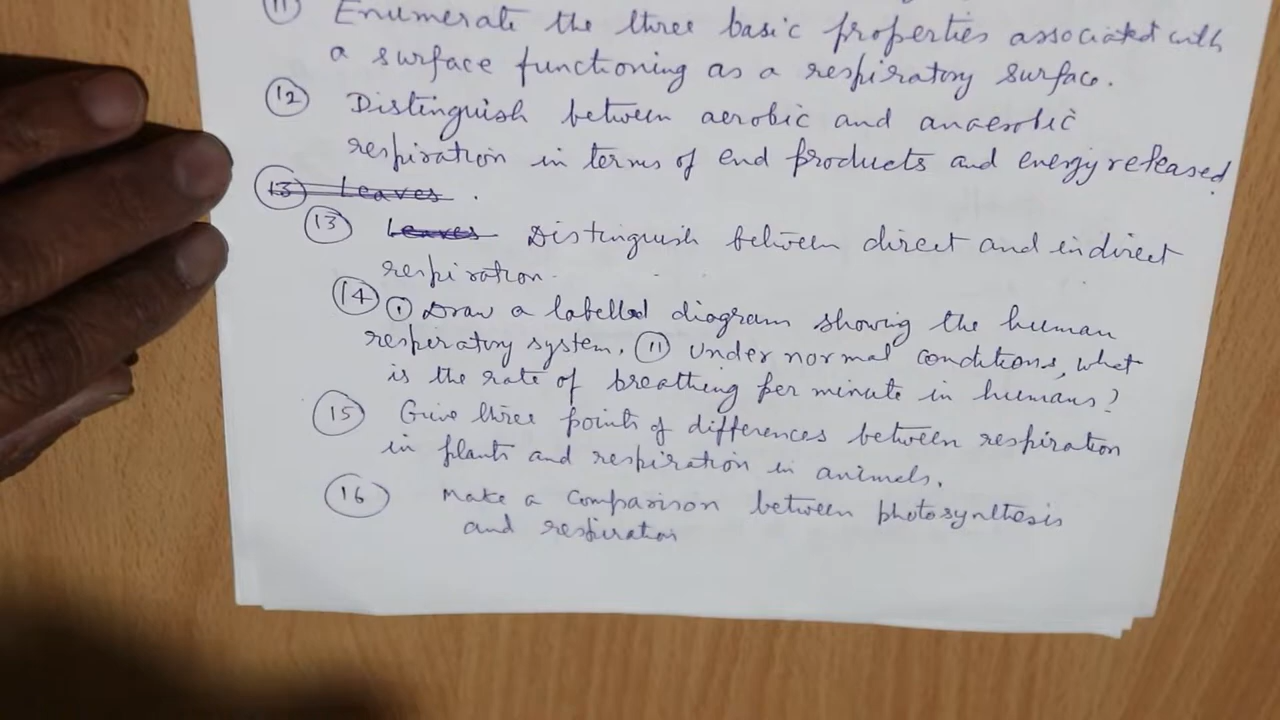 (11) Enumerate the three basic properties associated with
a surface functioning as a respiratory surface.
(12) Distinguish between aerobic and anaerobic
respiration in terms of end products and energy released.
(13) Leaves .
(13) Leaves Distinguish between direct and indirect
respiration.
(14) (i) Draw a labelled diagram showing the human
respiratory system. (ii) Under normal conditions, what
is the rate of breathing per minute in humans?
(15) Give three points of differences between respiration
in plants and respiration in animals.
(16) Make a comparison between photosynthesis
and respiration